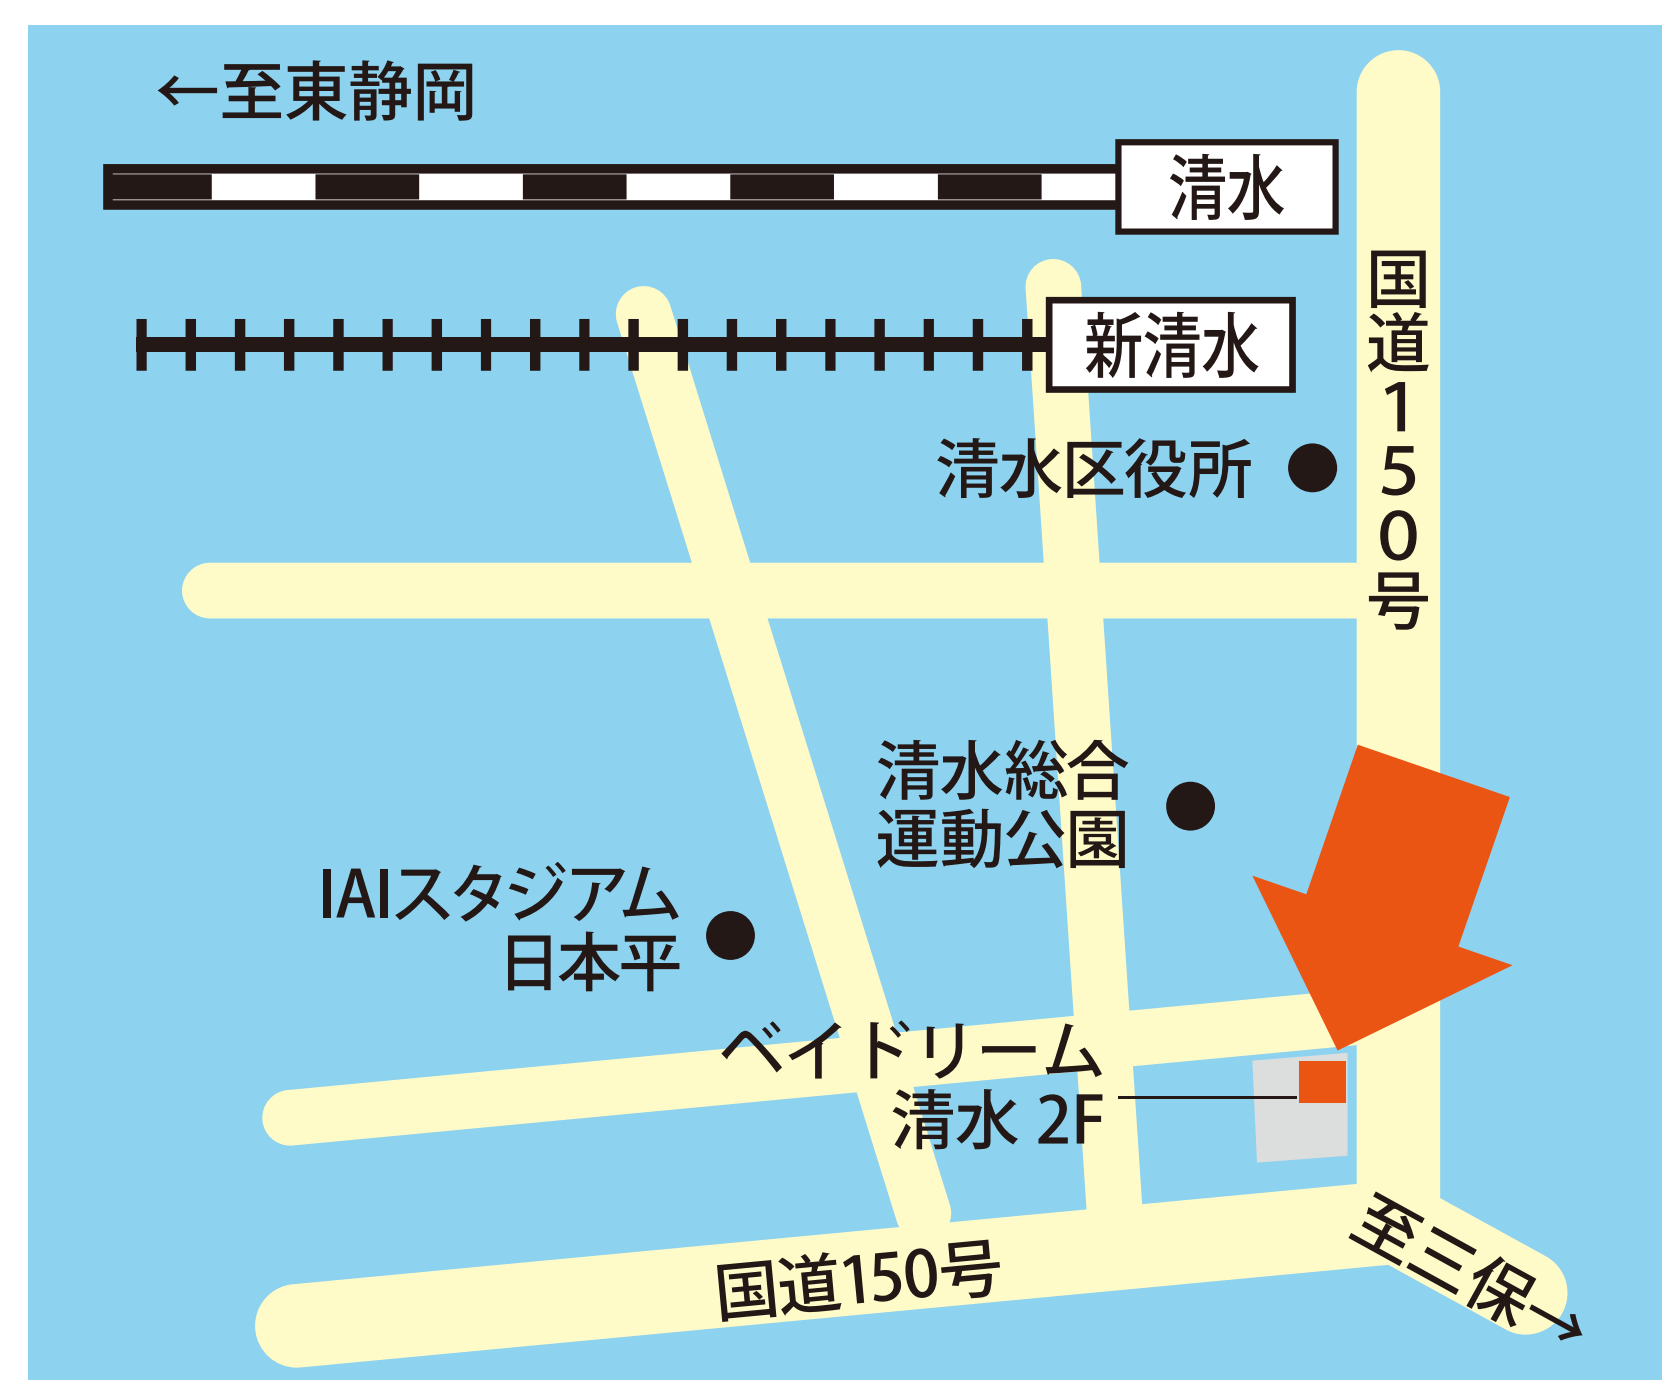 ←至東静岡
清水
新清水
国道150号
清水区役所
清水総合
運動公園
IAIスタジアム
日本平
ベイドリーム
清水 2F
国道150号
至三保→